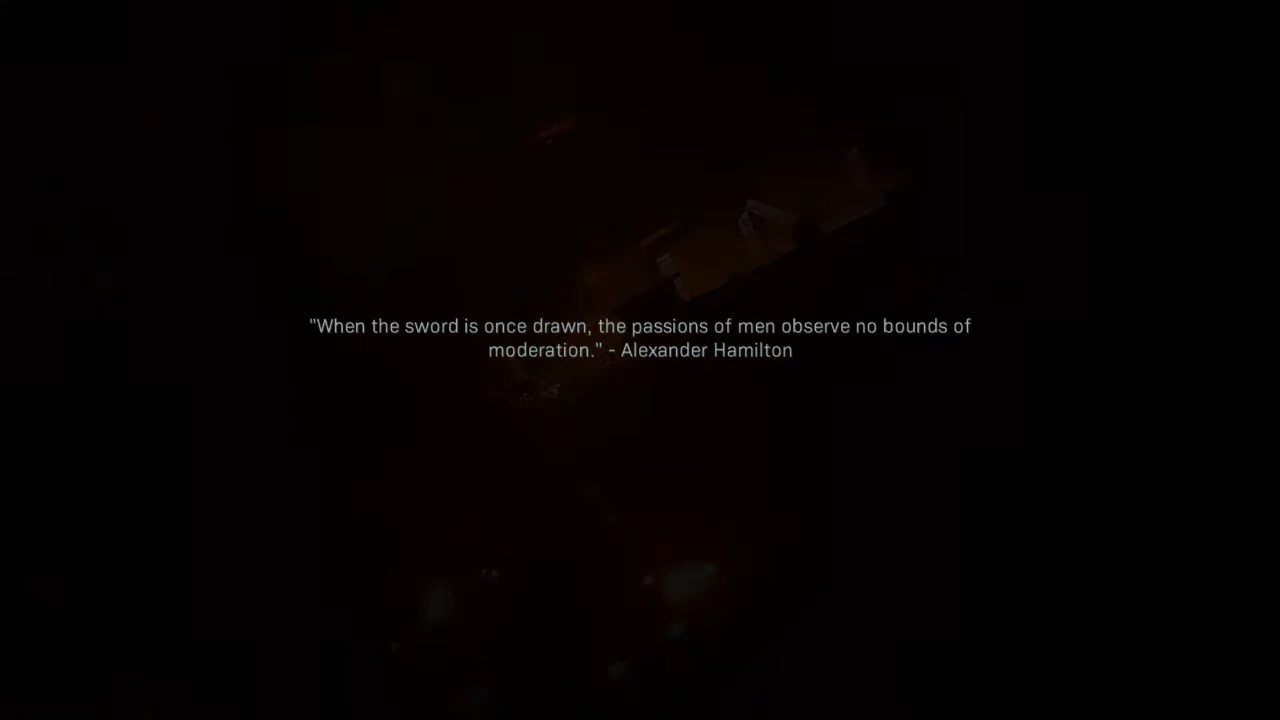 "When the sword is once drawn, the passions of men observe no bounds of
moderation." - Alexander Hamilton